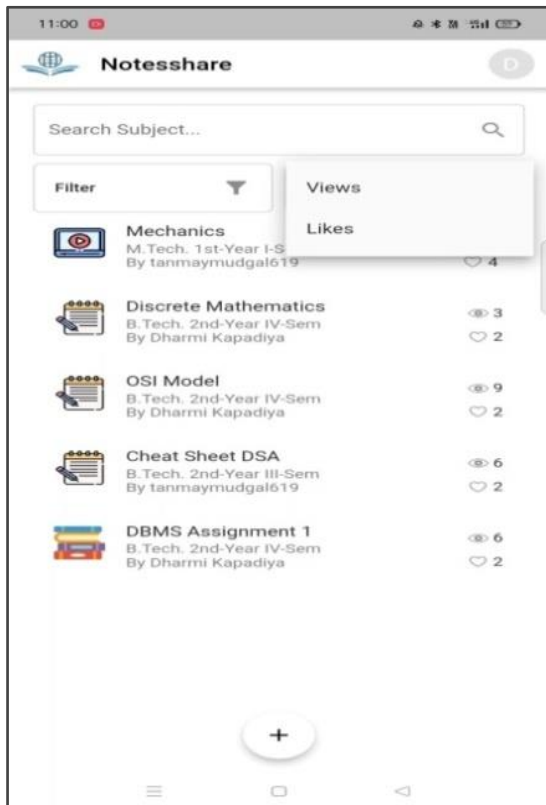 11:00
Notesshare
D
Search Subject...
Filter
Views
Likes
Mechanics
M.Tech. 1st-Year I-S
By tanmaymudgal619
4
Discrete Mathematics
B.Tech. 2nd-Year IV-Sem
By Dharmi Kapadiya
3
2
OSI Model
B.Tech. 2nd-Year IV-Sem
By Dharmi Kapadiya
9
2
Cheat Sheet DSA
B.Tech. 2nd-Year III-Sem
By tanmaymudgal619
6
2
DBMS Assignment 1
B.Tech. 2nd-Year IV-Sem
By Dharmi Kapadiya
6
2
+